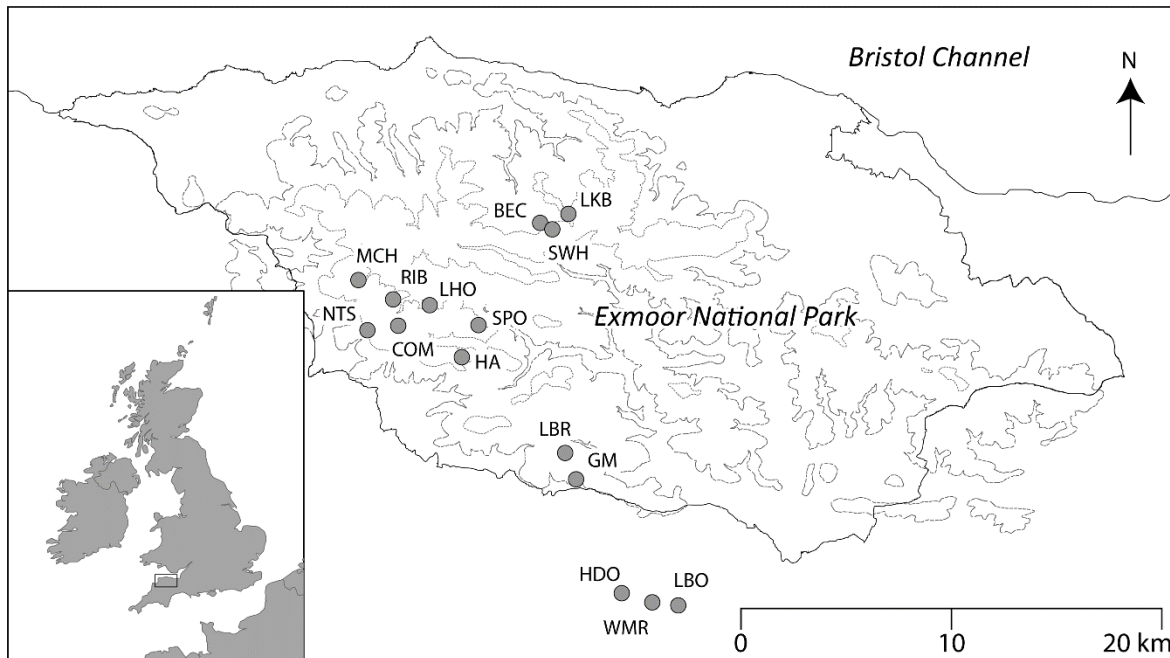 Bristol Channel
N
LKB
BEC
SWH
MCH
RIB
LHO
NTS
SPO
Exmoor National Park
COM
HA
LBR
GM
HDO
LBO
WMR
0
10
20 km